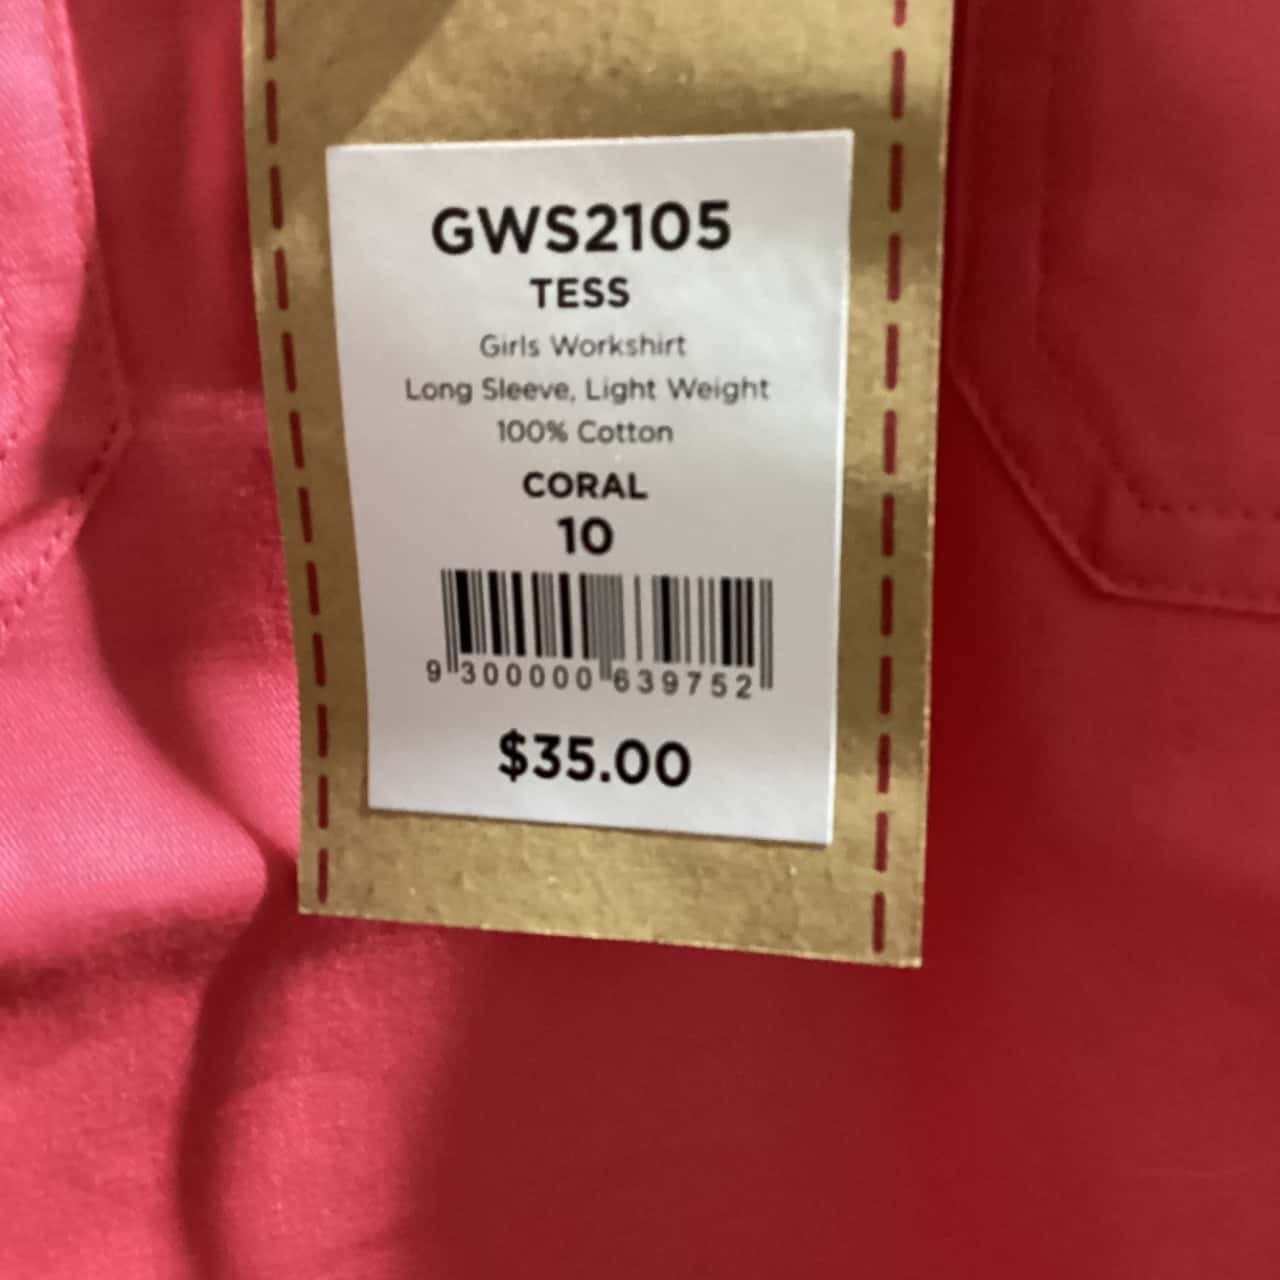 GWS2105
TESS
Girls Workshirt
Long Sleeve, Light Weight
100% Cotton
CORAL
10
9 300000 639752
$35.00